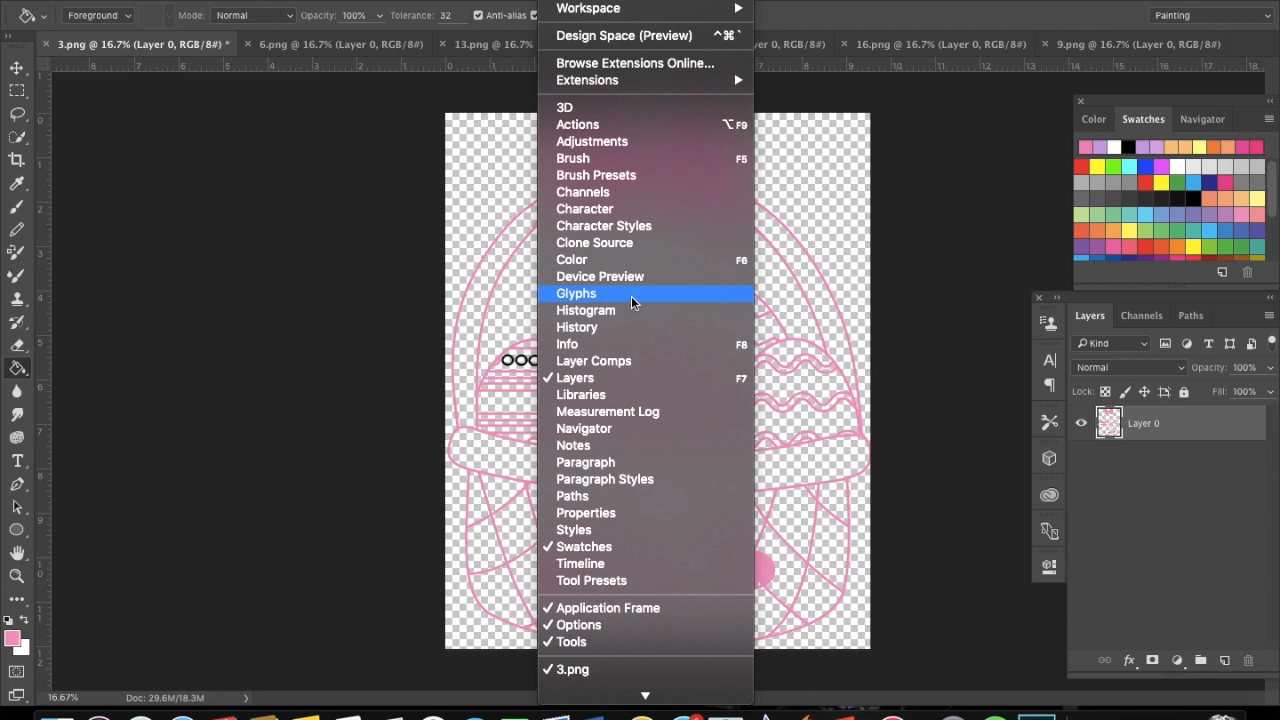 Foreground Mode: Normal Opacity: 100% Tolerance: 32 Anti-alias Painting
Workspace
Design Space (Preview) ⌃⌘`
Browse Extensions Online...
Extensions
3.png @ 16.7% (Layer 0, RGB/8#) * 6.png @ 16.7% (Layer 0, RGB/8#) 13.png @ 16.7% RGB/8#) 16.png @ 16.7% (Layer 0, RGB/8#) 9.png @ 16.7% (Layer 0, RGB/8#)
3D
Actions ⌥F9
Adjustments
Brush F5
Brush Presets
Channels
Character
Character Styles
Clone Source
Color F6
Device Preview
Glyphs
Histogram
History
Info F8
Layer Comps
Layers F7
Libraries
Measurement Log
Navigator
Notes
Paragraph
Paragraph Styles
Paths
Properties
Styles
Swatches
Timeline
Tool Presets
Application Frame
Options
Tools
3.png
Color Swatches Navigator
Layers Channels Paths
Kind
Normal Opacity: 100%
Lock: Fill: 100%
Layer 0
16.67% Doc: 29.6M/18.3M